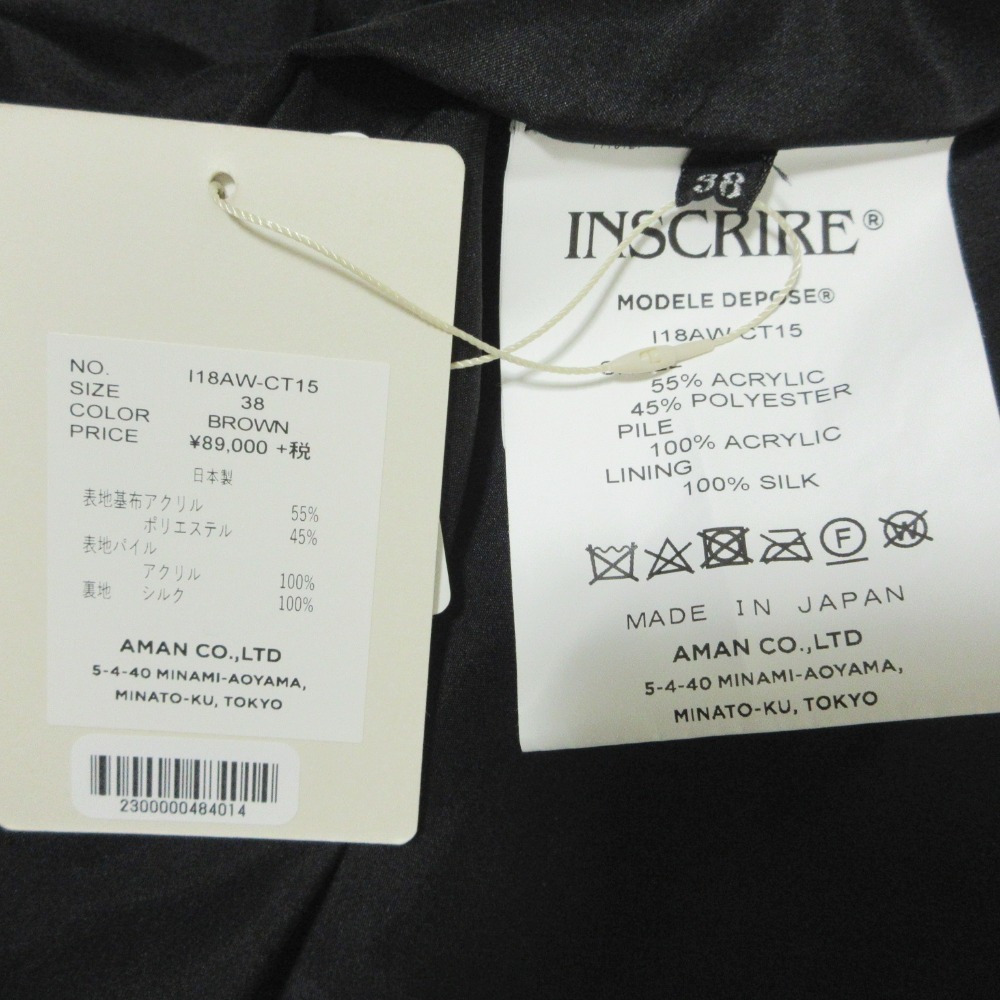 NO. I18AW-CT15
SIZE 38
COLOR BROWN
PRICE ¥89,000 +税
日本製
表地基布アクリル 55%
ポリエステル 45%
表地パイル
アクリル 100%
裏地 シルク 100%
AMAN CO.,LTD
5-4-40 MINAMI-AOYAMA,
MINATO-KU, TOKYO
2300000484014
38
INSCRIRE®
MODELE DEPOSE®
I18AW-CT15
55% ACRYLIC
45% POLYESTER
PILE
100% ACRYLIC
LINING
100% SILK
F W
MADE IN JAPAN
AMAN CO.,LTD
5-4-40 MINAMI-AOYAMA,
MINATO-KU, TOKYO